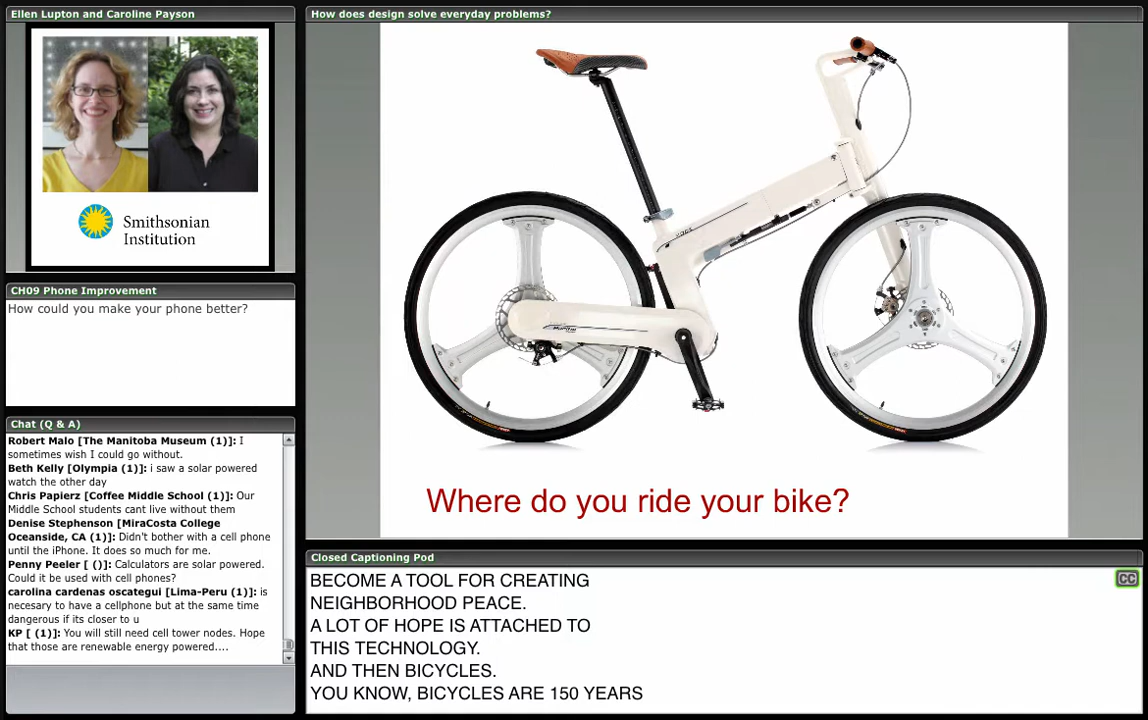 Ellen Lupton and Caroline Payson
Smithsonian
Institution
CH09 Phone Improvement
How could you make your phone better?
Chat (Q & A)
Robert Malo [The Manitoba Museum (1)]: I
sometimes wish I could go without.
Beth Kelly [Olympia (1)]: i saw a solar powered
watch the other day
Chris Papierz [Coffee Middle School (1)]: Our
Middle School students cant live without them
Denise Stephenson [MiraCosta College
Oceanside, CA (1)]: Didn't bother with a cell phone
until the iPhone. It does so much for me.
Penny Peeler [ ()]: Calculators are solar powered.
Could it be used with cell phones?
carolina cardenas oscategui [Lima-Peru (1)]: is
necesary to have a cellphone but at the same time
dangerous if its closer to u
KP [ (1)]: You will still need cell tower nodes. Hope
that those are renewable energy powered....
How does design solve everyday problems?
Where do you ride your bike?
Closed Captioning Pod
CC
BECOME A TOOL FOR CREATING
NEIGHBORHOOD PEACE.
A LOT OF HOPE IS ATTACHED TO
THIS TECHNOLOGY.
AND THEN BICYCLES.
YOU KNOW, BICYCLES ARE 150 YEARS